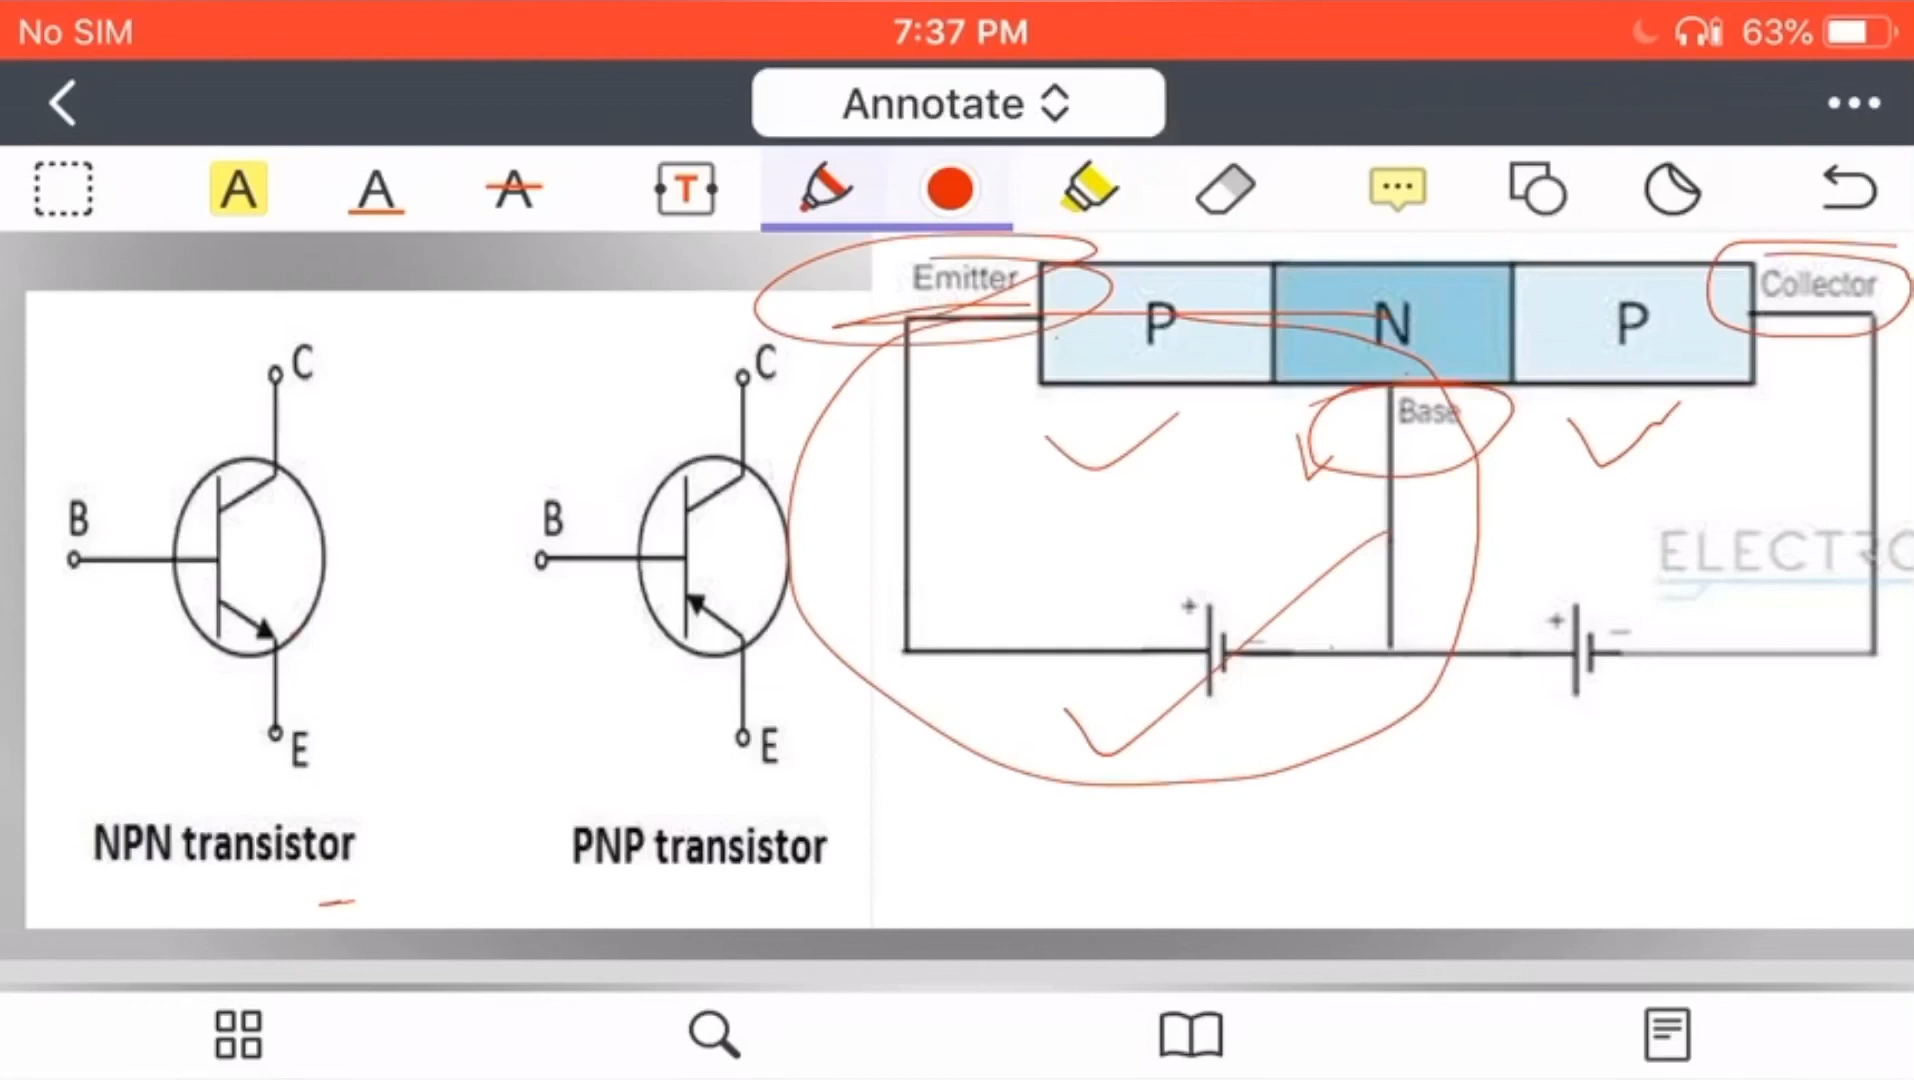 No SIM
7:37 PM
63%
Annotate
A
A
A
T
Emitter
P
N
P
Collector
Base
C
B
E
NPN transistor
C
B
E
PNP transistor
+
−
+
−